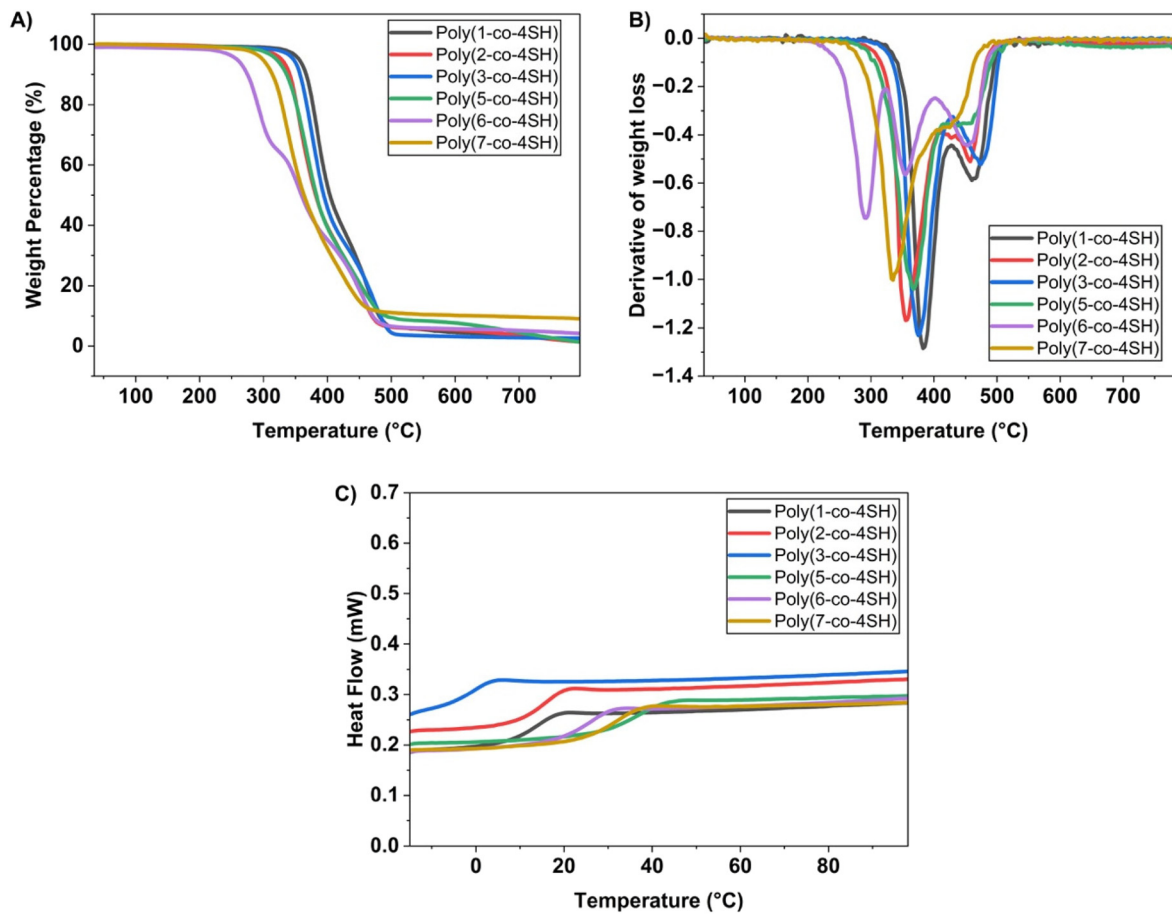 A)
100
80
60
40
20
0
Weight Percentage (%)
100 200 300 400 500 600 700
Temperature (°C)
Poly(1-co-4SH)
Poly(2-co-4SH)
Poly(3-co-4SH)
Poly(5-co-4SH)
Poly(6-co-4SH)
Poly(7-co-4SH)
B)
0.0
−0.2
−0.4
−0.6
−0.8
−1.0
−1.2
−1.4
Derivative of weight loss
100 200 300 400 500 600 700
Temperature (°C)
Poly(1-co-4SH)
Poly(2-co-4SH)
Poly(3-co-4SH)
Poly(5-co-4SH)
Poly(6-co-4SH)
Poly(7-co-4SH)
C)
0.7
0.6
0.5
0.4
0.3
0.2
0.1
0.0
Heat Flow (mW)
0 20 40 60 80
Temperature (°C)
Poly(1-co-4SH)
Poly(2-co-4SH)
Poly(3-co-4SH)
Poly(5-co-4SH)
Poly(6-co-4SH)
Poly(7-co-4SH)